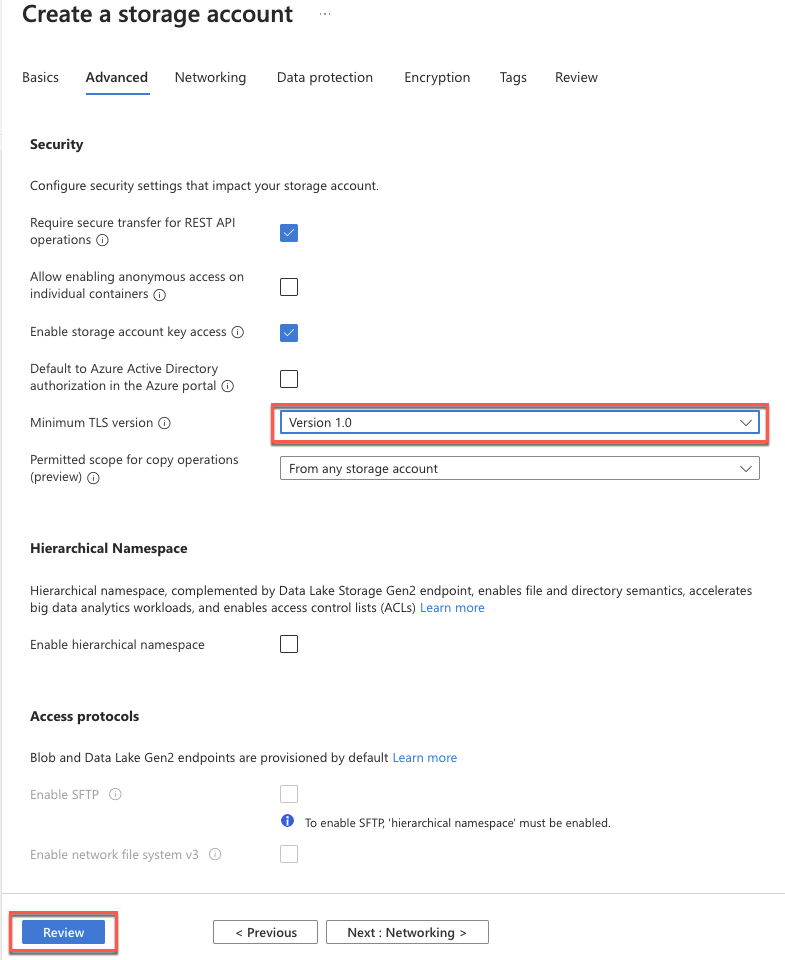 Create a storage account ...
Basics Advanced Networking Data protection Encryption Tags Review
Security
Configure security settings that impact your storage account.
Require secure transfer for REST API
operations
Allow enabling anonymous access on
individual containers
Enable storage account key access
Default to Azure Active Directory
authorization in the Azure portal
Minimum TLS version Version 1.0
Permitted scope for copy operations
(preview) From any storage account
Hierarchical Namespace
Hierarchical namespace, complemented by Data Lake Storage Gen2 endpoint, enables file and directory semantics, accelerates
big data analytics workloads, and enables access control lists (ACLs) Learn more
Enable hierarchical namespace
Access protocols
Blob and Data Lake Gen2 endpoints are provisioned by default Learn more
Enable SFTP
To enable SFTP, 'hierarchical namespace' must be enabled.
Enable network file system v3
Review < Previous Next : Networking >